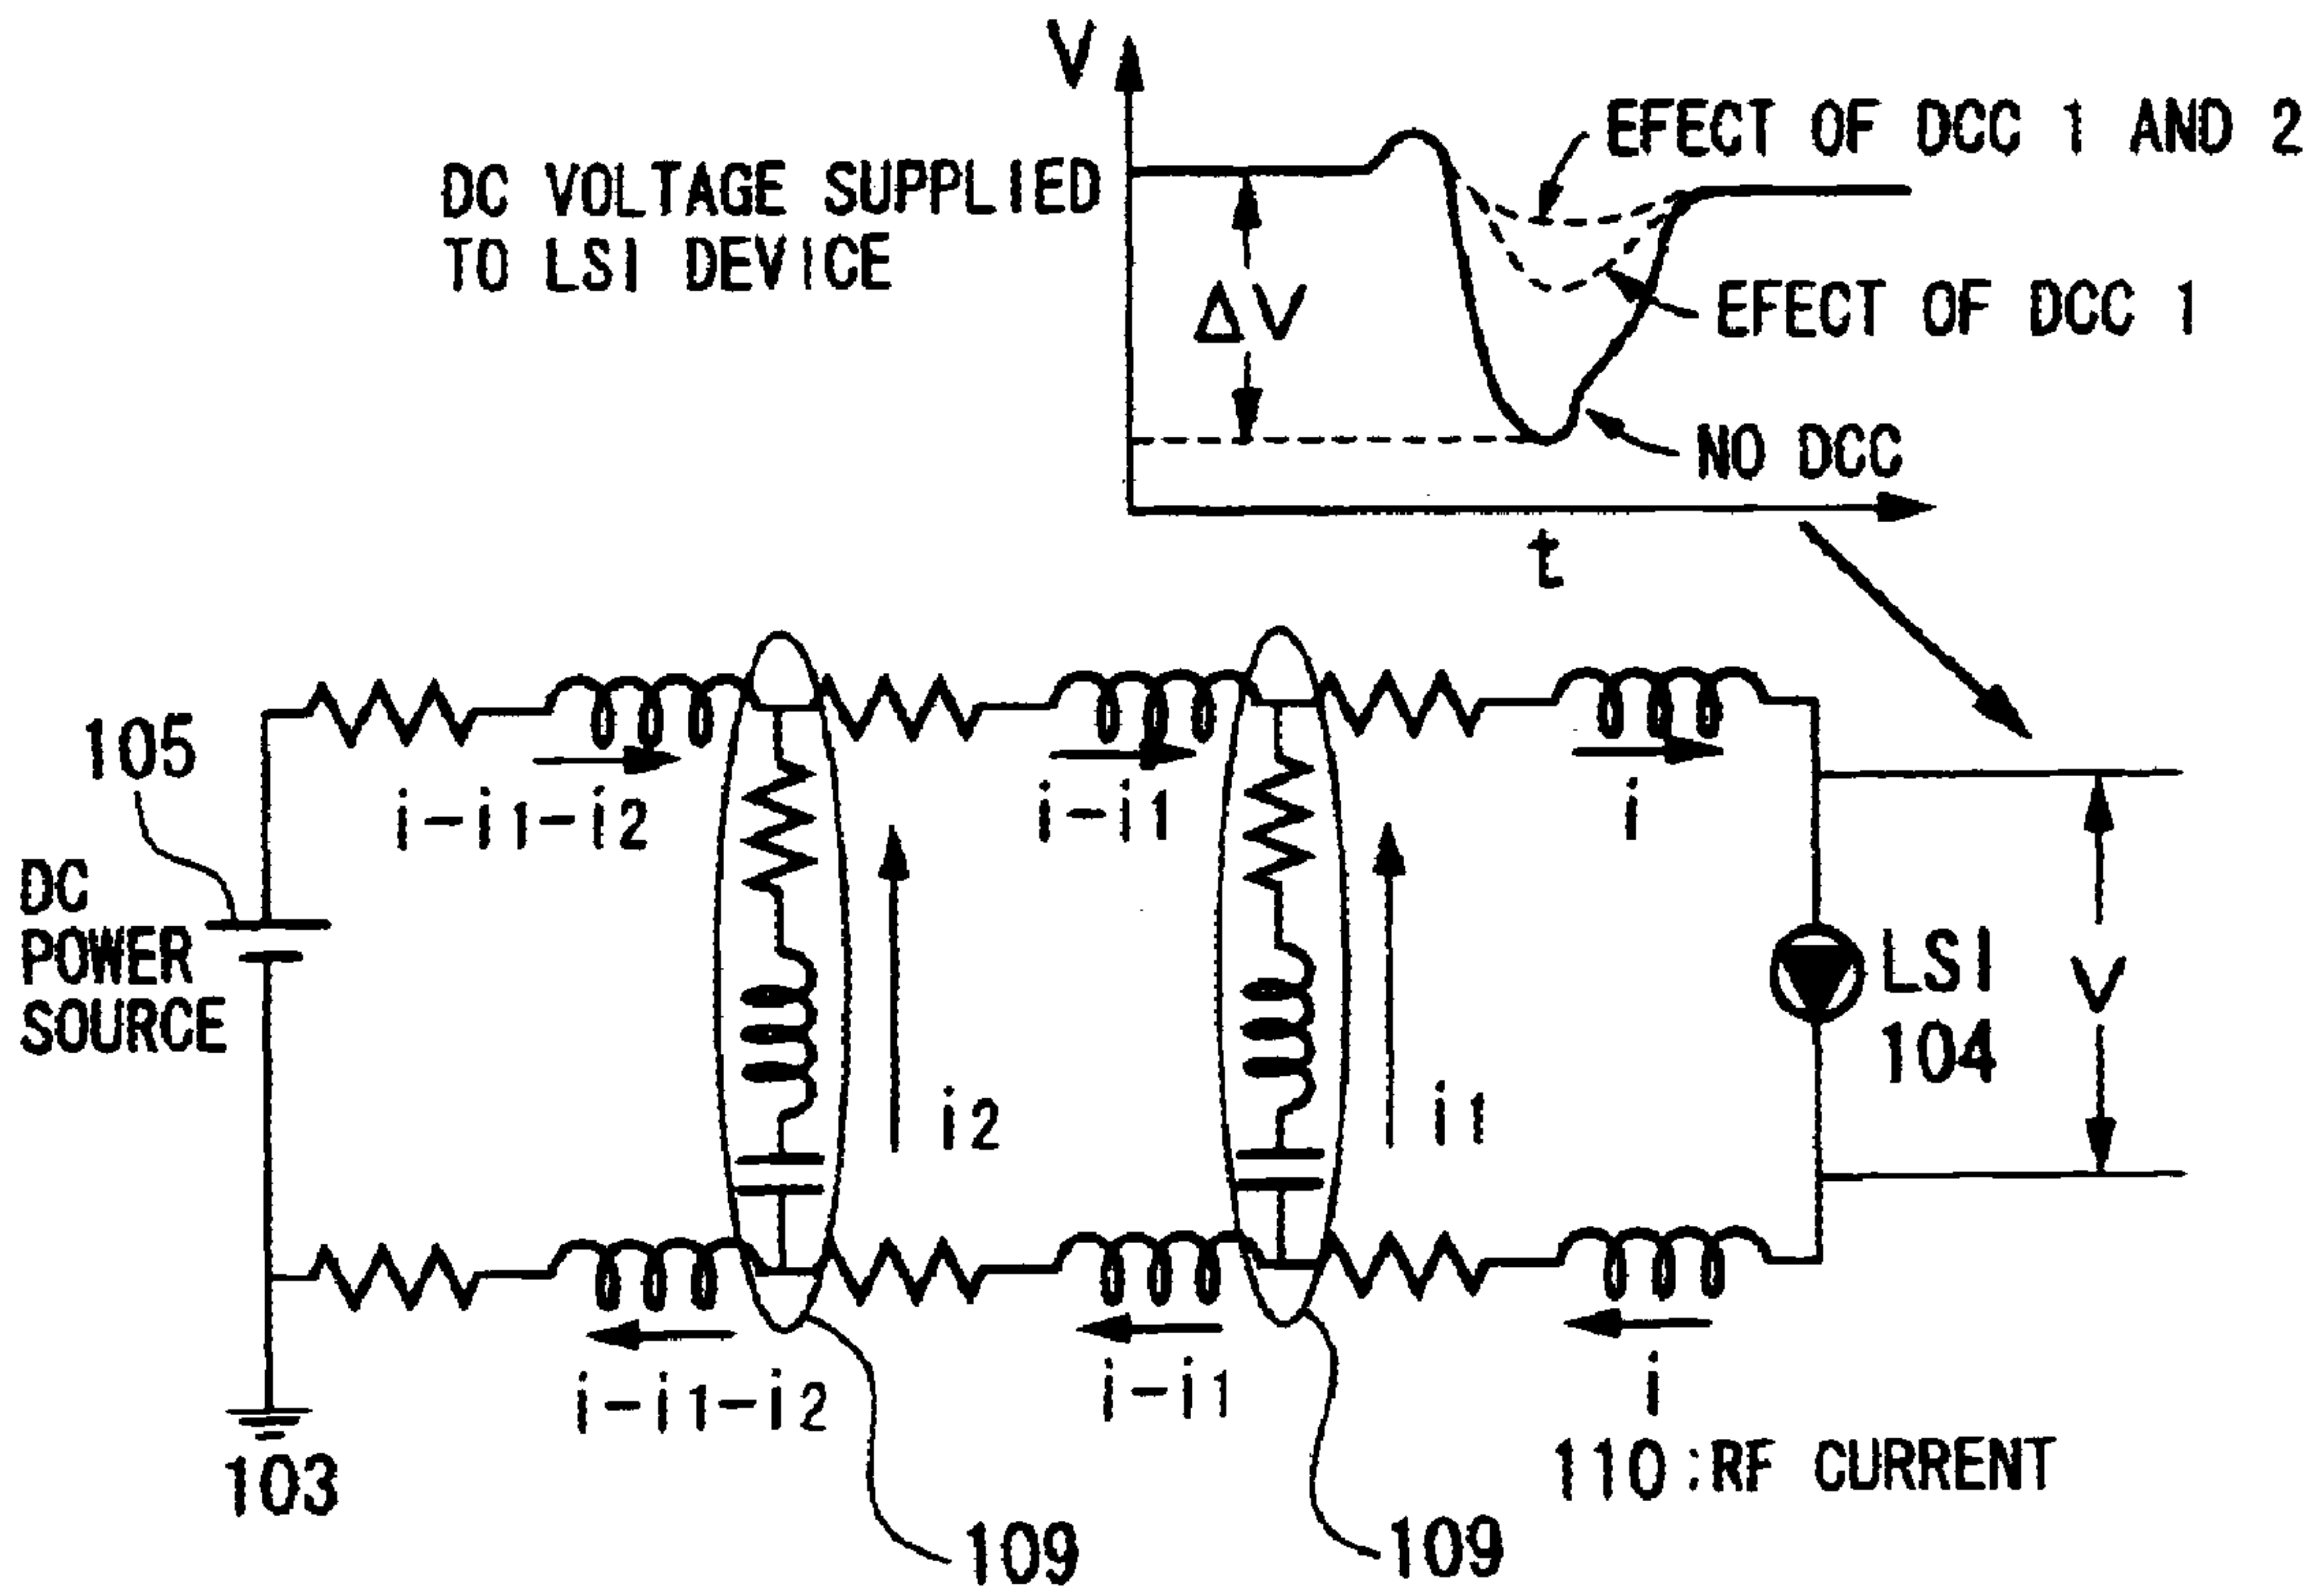 V
EFECT OF DCC 1 AND 2
DC VOLTAGE SUPPLIED
TO LSI DEVICE
ΔV
EFECT OF DCC 1
NO DCC
t
105
i-i1-i2
i-i1
i
DC
POWER
SOURCE
LSI
104
V
i2
i1
i-i1-i2
i-i1
i
103
110:RF CURRENT
109
109